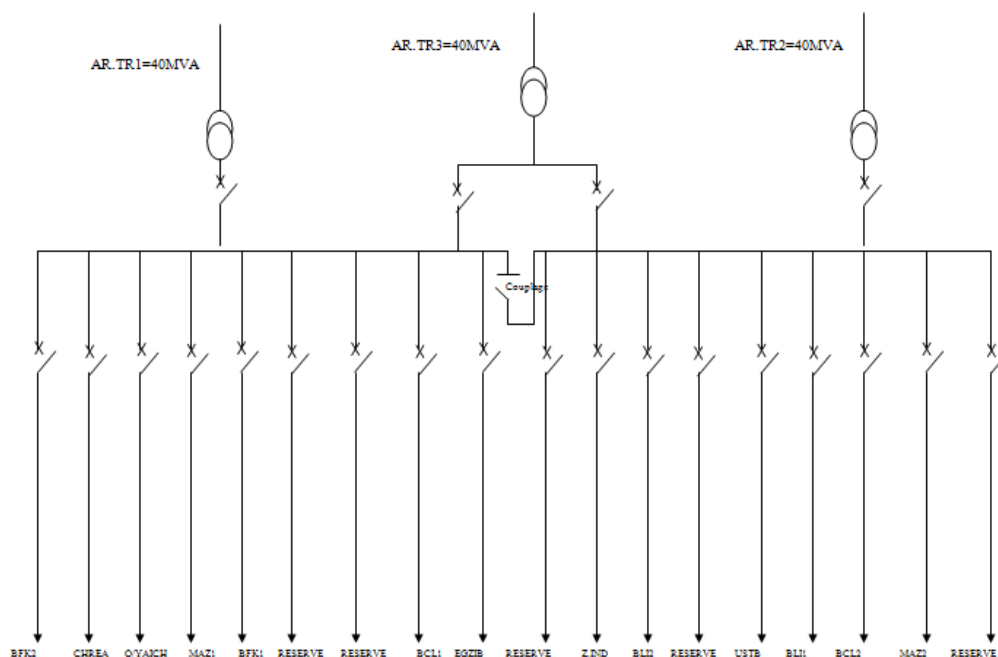 AR.TR1=40MVA
AR.TR3=40MVA
AR.TR2=40MVA
Couplage
BFK2 CHREA O/YAICH MAZ1 BFK1 RESERVE RESERVE BCL1 EGZIB RESERVE Z.IND BLI2 RESERVE USTB BLI1 BCL2 MAZ2 RESERVE